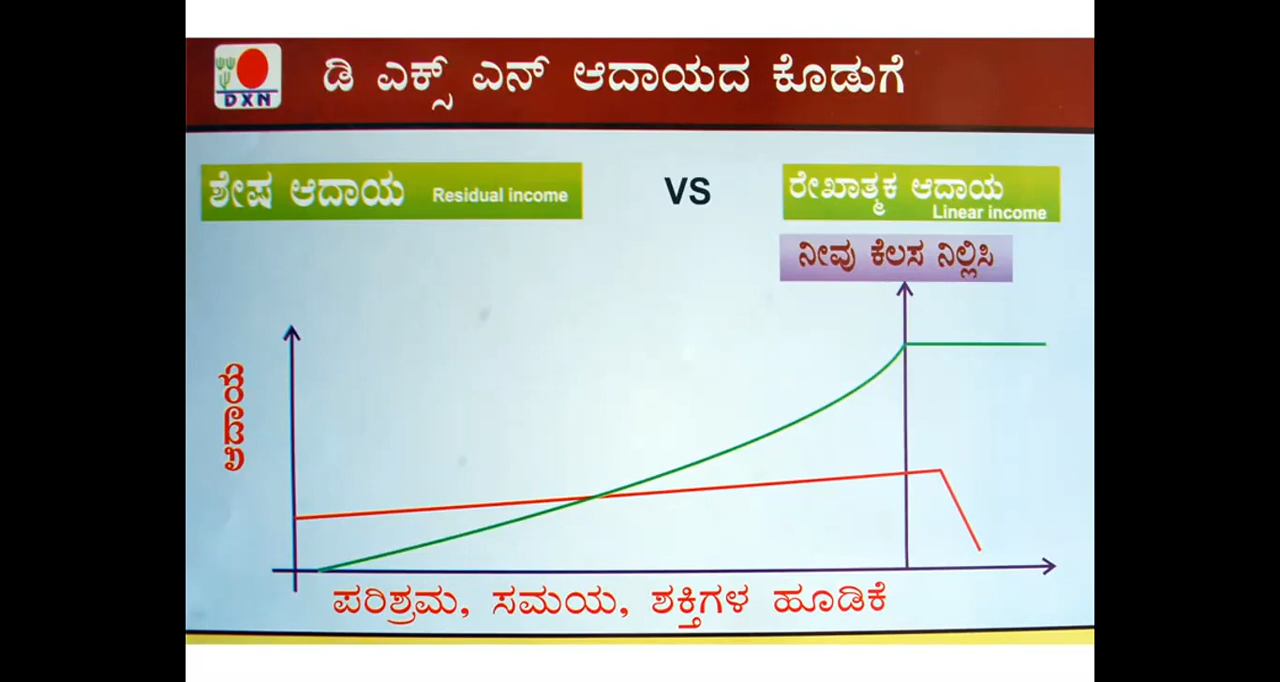 DXN
ಡಿ ಎಕ್ಸ್ ಎನ್ ಆದಾಯದ ಕೊಡುಗೆ
ಶೇಷ ಆದಾಯ Residual income
VS
ರೇಖಾತ್ಮಕ ಆದಾಯ
Linear income
ನೀವು ಕೆಲಸ ನಿಲ್ಲಿಸಿ
ಆದಾಯ
ಪರಿಶ್ರಮ, ಸಮಯ, ಶಕ್ತಿಗಳ ಹೂಡಿಕೆ